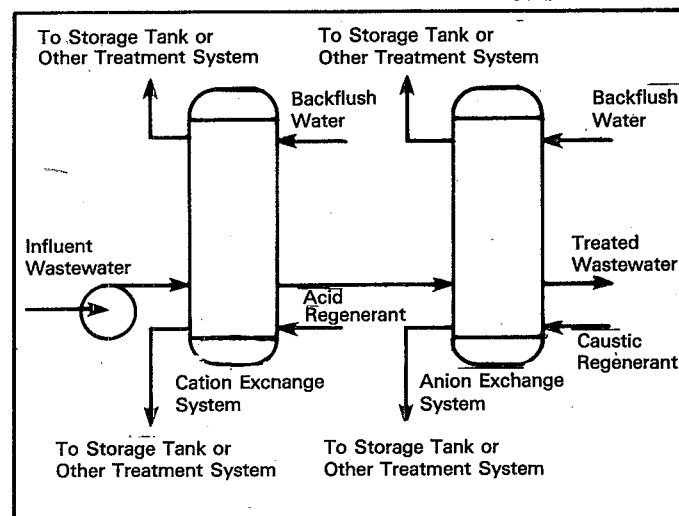 To Storage Tank or
Other Treatment System
To Storage Tank or
Other Treatment System
Backflush
Water
Backflush
Water
Influent
Wastewater
Treated
Wastewater
Acid
Regenerant
Caustic
Regenerant
Cation Excnange
System
Anion Exchange
System
To Storage Tank or
Other Treatment System
To Storage Tank or
Other Treatment System